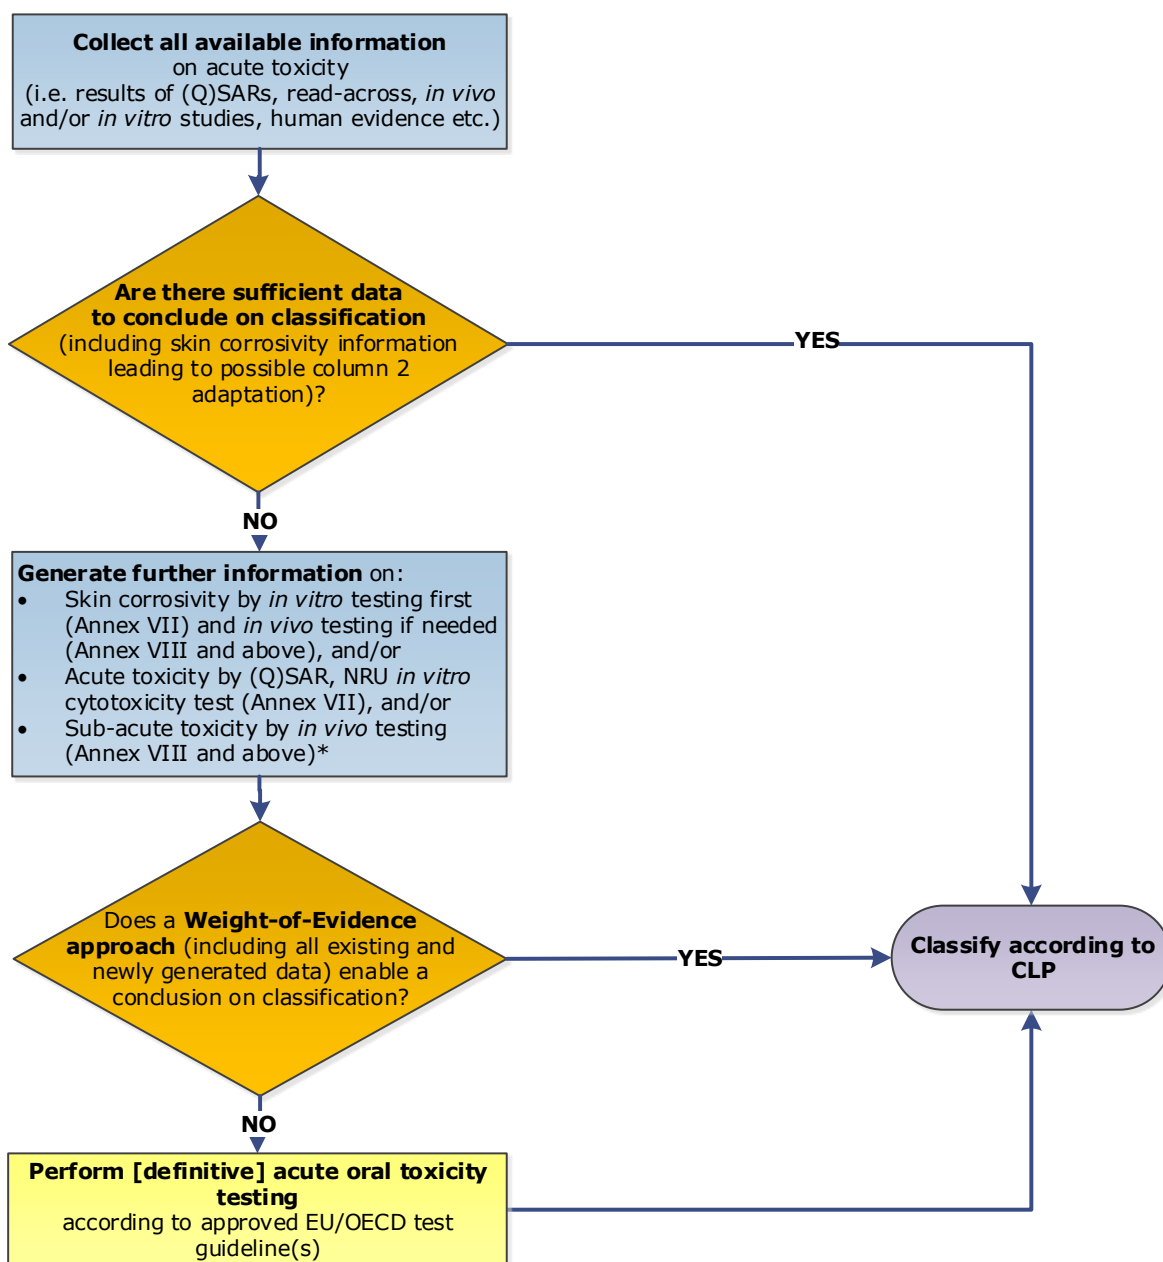 Collect all available information
on acute toxicity
(i.e. results of (Q)SARs, read-across, in vivo
and/or in vitro studies, human evidence etc.)
Are there sufficient data
to conclude on classification
(including skin corrosivity information
leading to possible column 2
adaptation)?
YES
NO
Generate further information on:
• Skin corrosivity by in vitro testing first
(Annex VII) and in vivo testing if needed
(Annex VIII and above), and/or
• Acute toxicity by (Q)SAR, NRU in vitro
cytotoxicity test (Annex VII), and/or
• Sub-acute toxicity by in vivo testing
(Annex VIII and above)*
Does a Weight-of-Evidence
approach (including all existing and
newly generated data) enable a
conclusion on classification?
YES
Classify according to
CLP
NO
Perform [definitive] acute oral toxicity
testing
according to approved EU/OECD test
guideline(s)